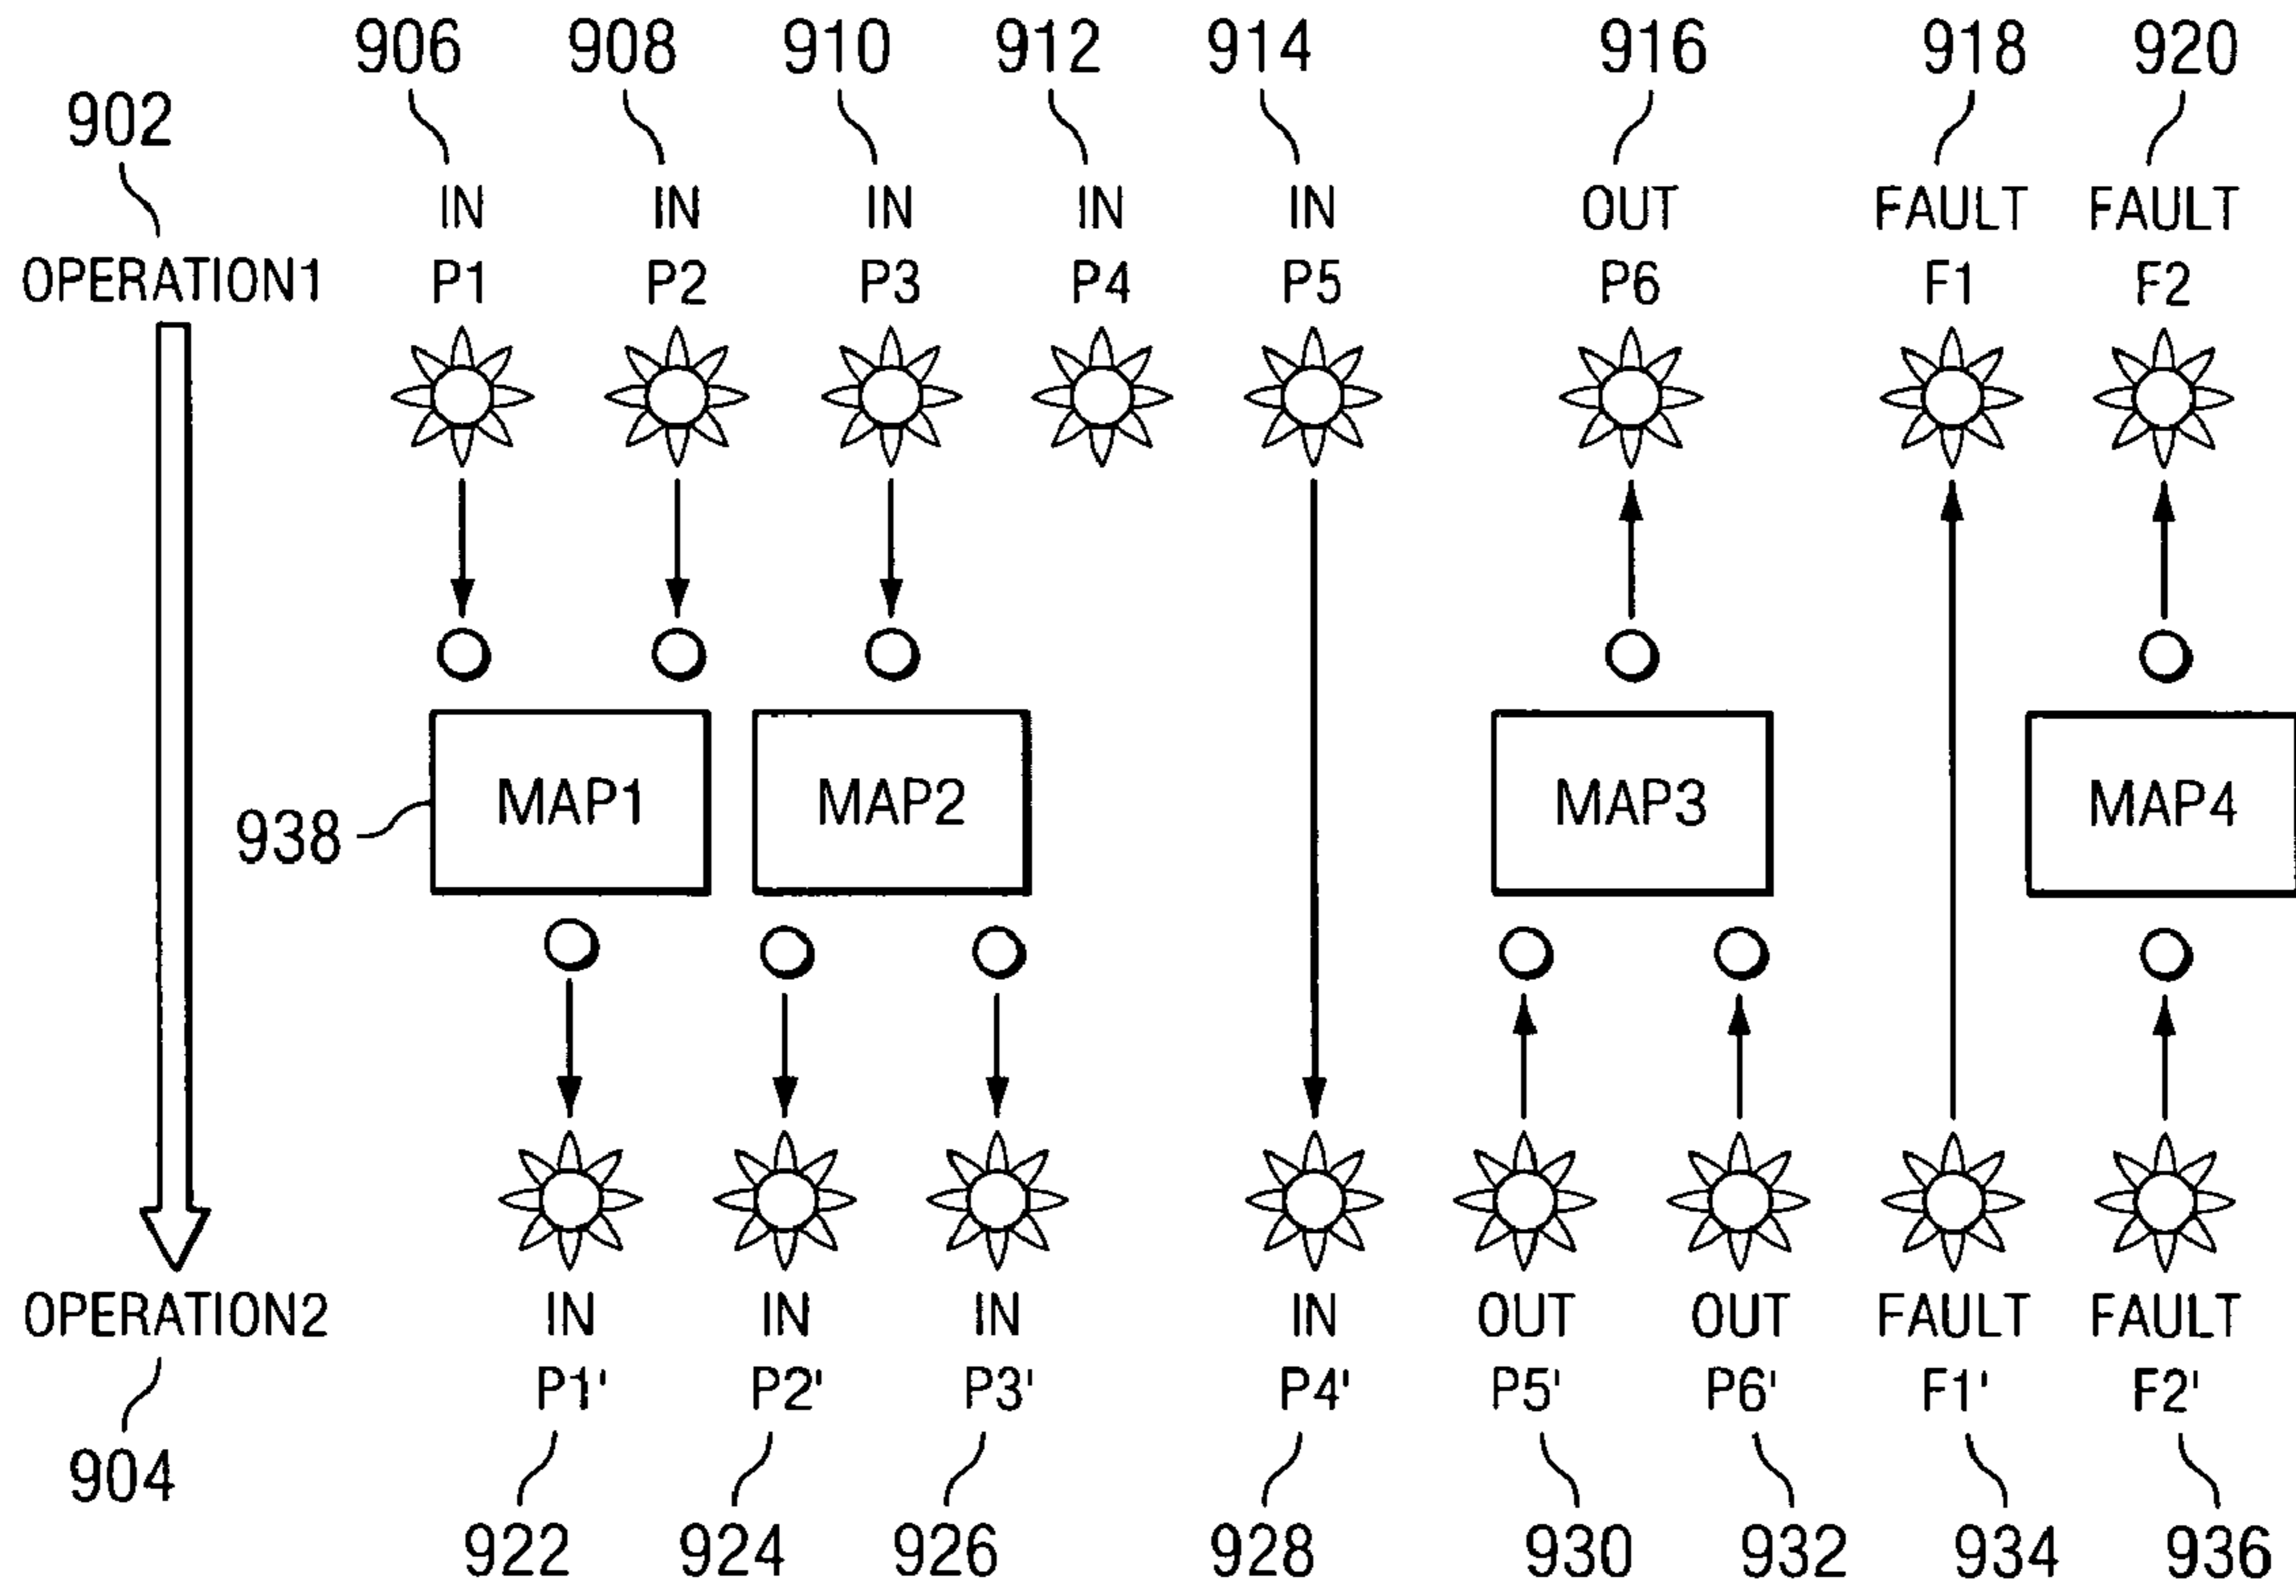 906 908 910 912 914 916 918 920
902
IN IN IN IN IN OUT FAULT FAULT
OPERATION1 P1 P2 P3 P4 P5 P6 F1 F2
MAP1 MAP2 MAP3 MAP4
938
OPERATION2 IN IN IN IN OUT OUT FAULT FAULT
P1' P2' P3' P4' P5' P6' F1' F2'
904
922 924 926 928 930 932 934 936